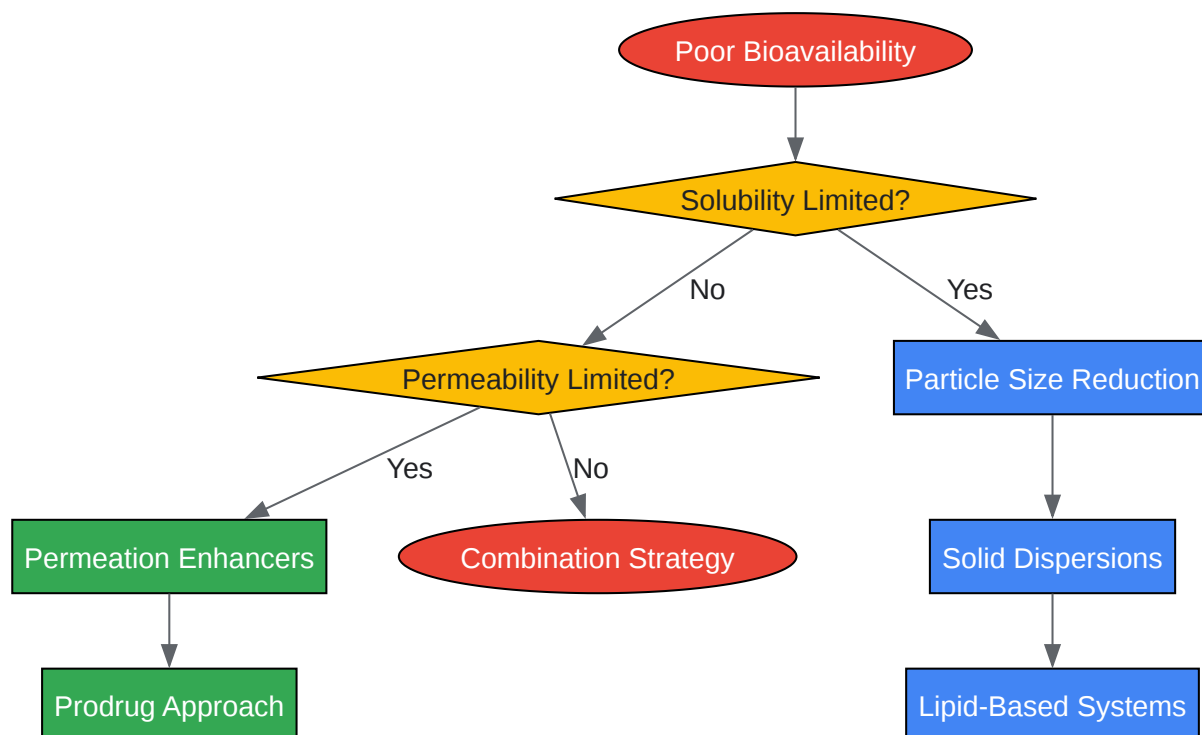 Poor Bioavailability
Solubility Limited?
No
Yes
Permeability Limited?
Particle Size Reduction
Yes
No
Permeation Enhancers
Combination Strategy
Solid Dispersions
Prodrug Approach
Lipid-Based Systems